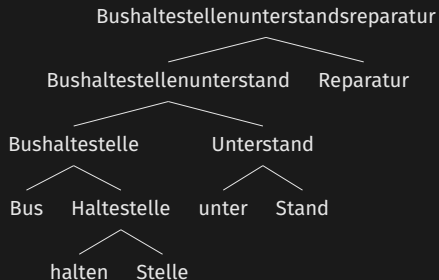 Bushaltestellenunterstandsreparatur
Bushaltestellenunterstand Reparatur
Bushaltestelle Unterstand
Bus Haltestelle unter Stand
halten Stelle